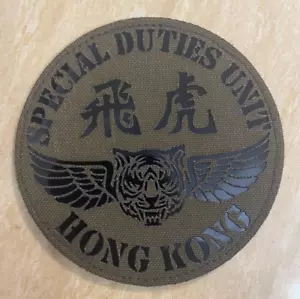 SPECIAL DUTIES UNIT
飛虎
HONG KONG